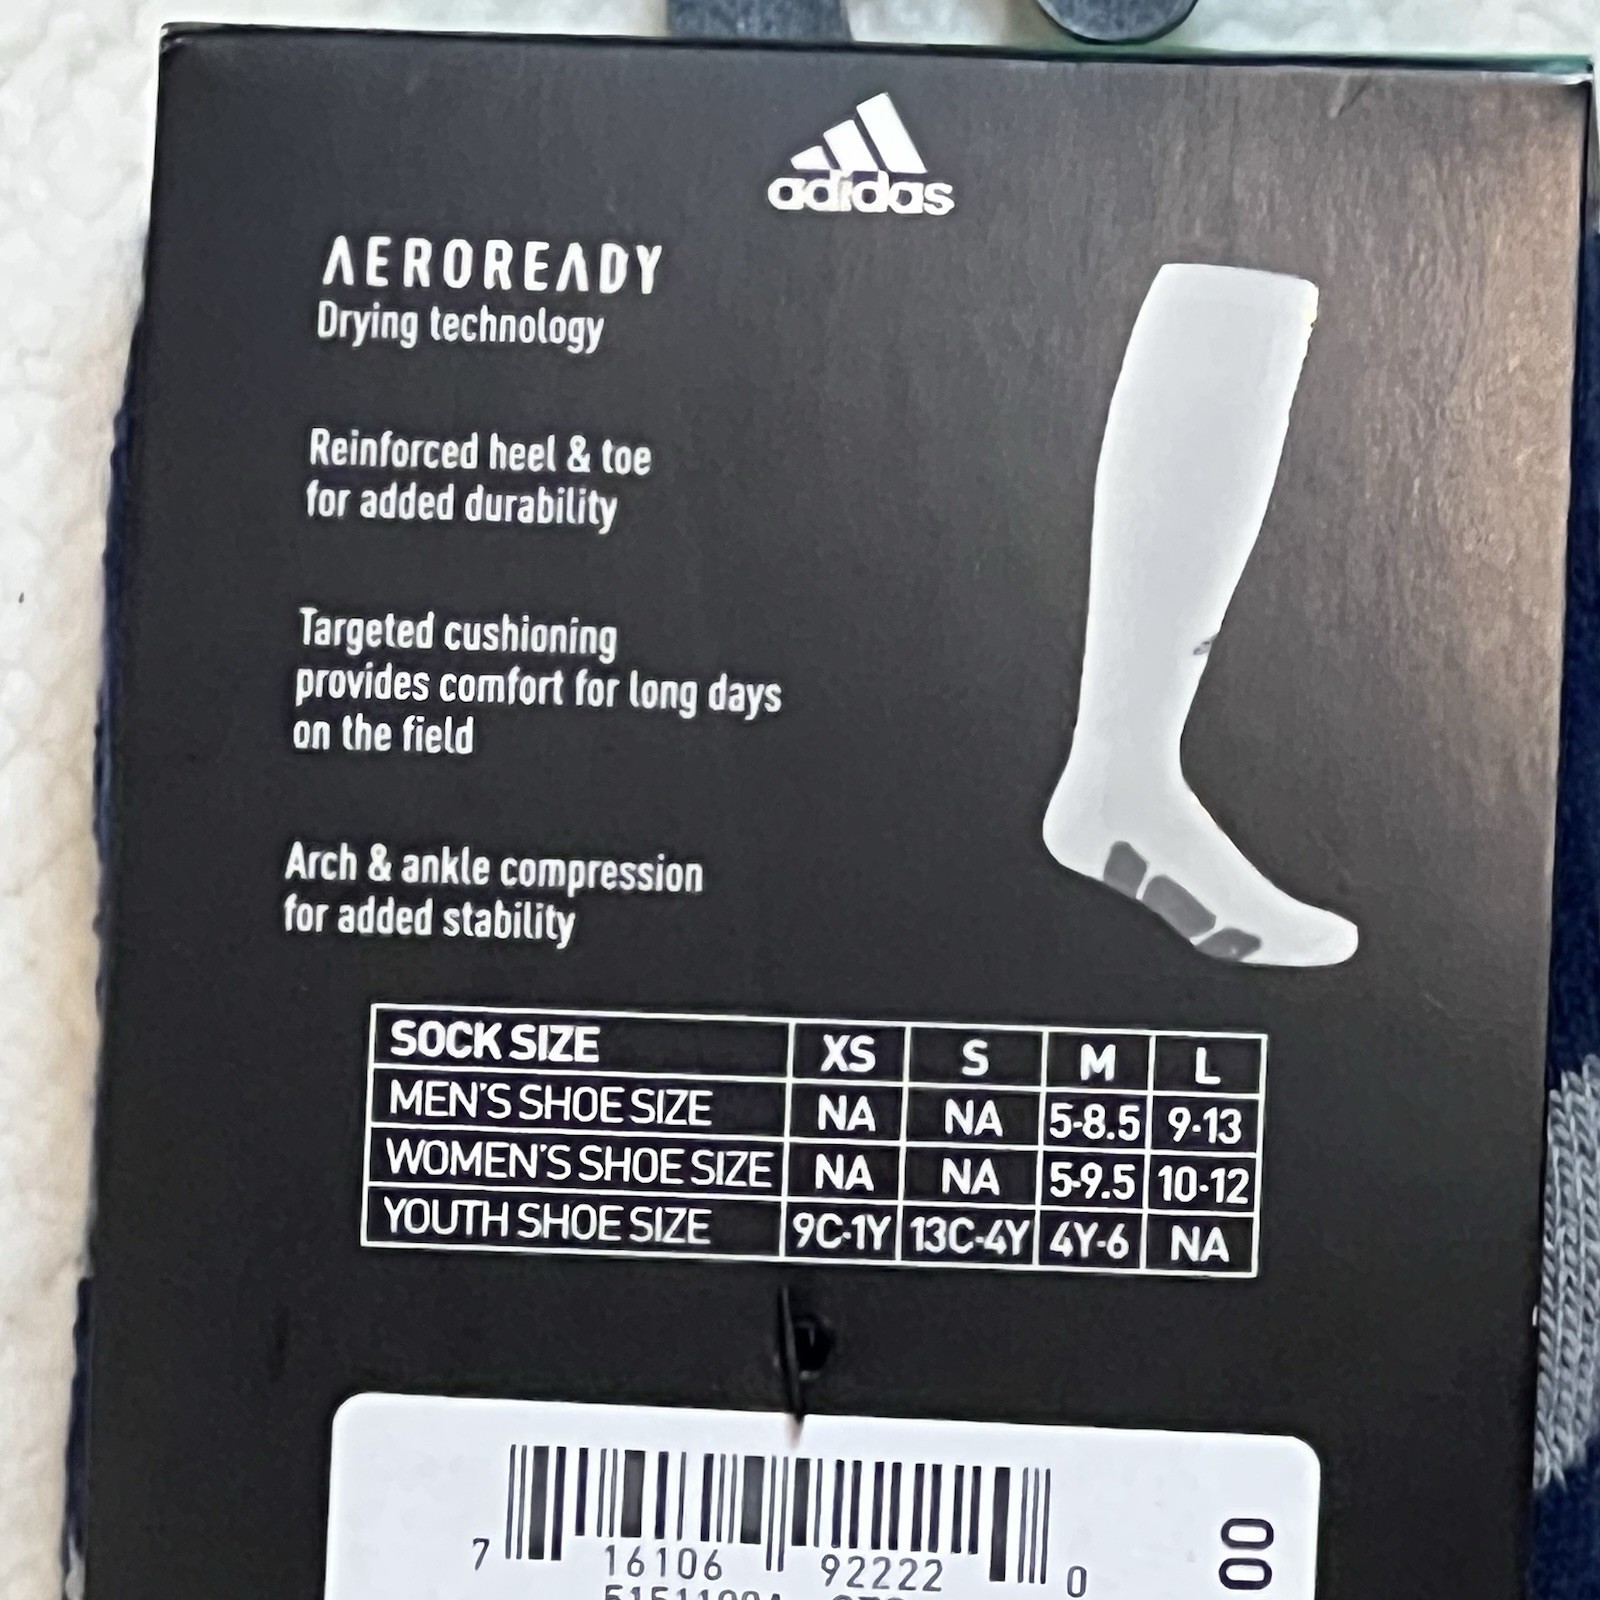 adidas
AEROREADY
Drying technology
Reinforced heel & toe
for added durability
Targeted cushioning
provides comfort for long days
on the field
Arch & ankle compression
for added stability
SOCK SIZE XS S M L
MEN'S SHOE SIZE NA NA 5-8.5 9-13
WOMEN'S SHOE SIZE NA NA 5-9.5 10-12
YOUTH SHOE SIZE 9C-1Y 13C-4Y 4Y-6 NA
7 16106 92222 0
00